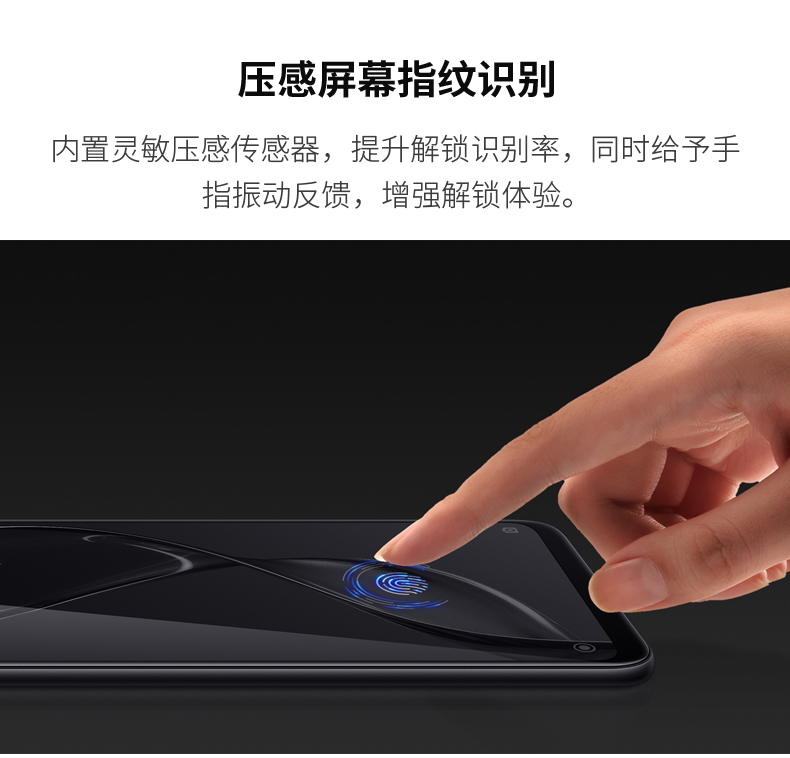 压感屏幕指纹识别
内置灵敏压感传感器，提升解锁识别率，同时给予手
指振动反馈，增强解锁体验。